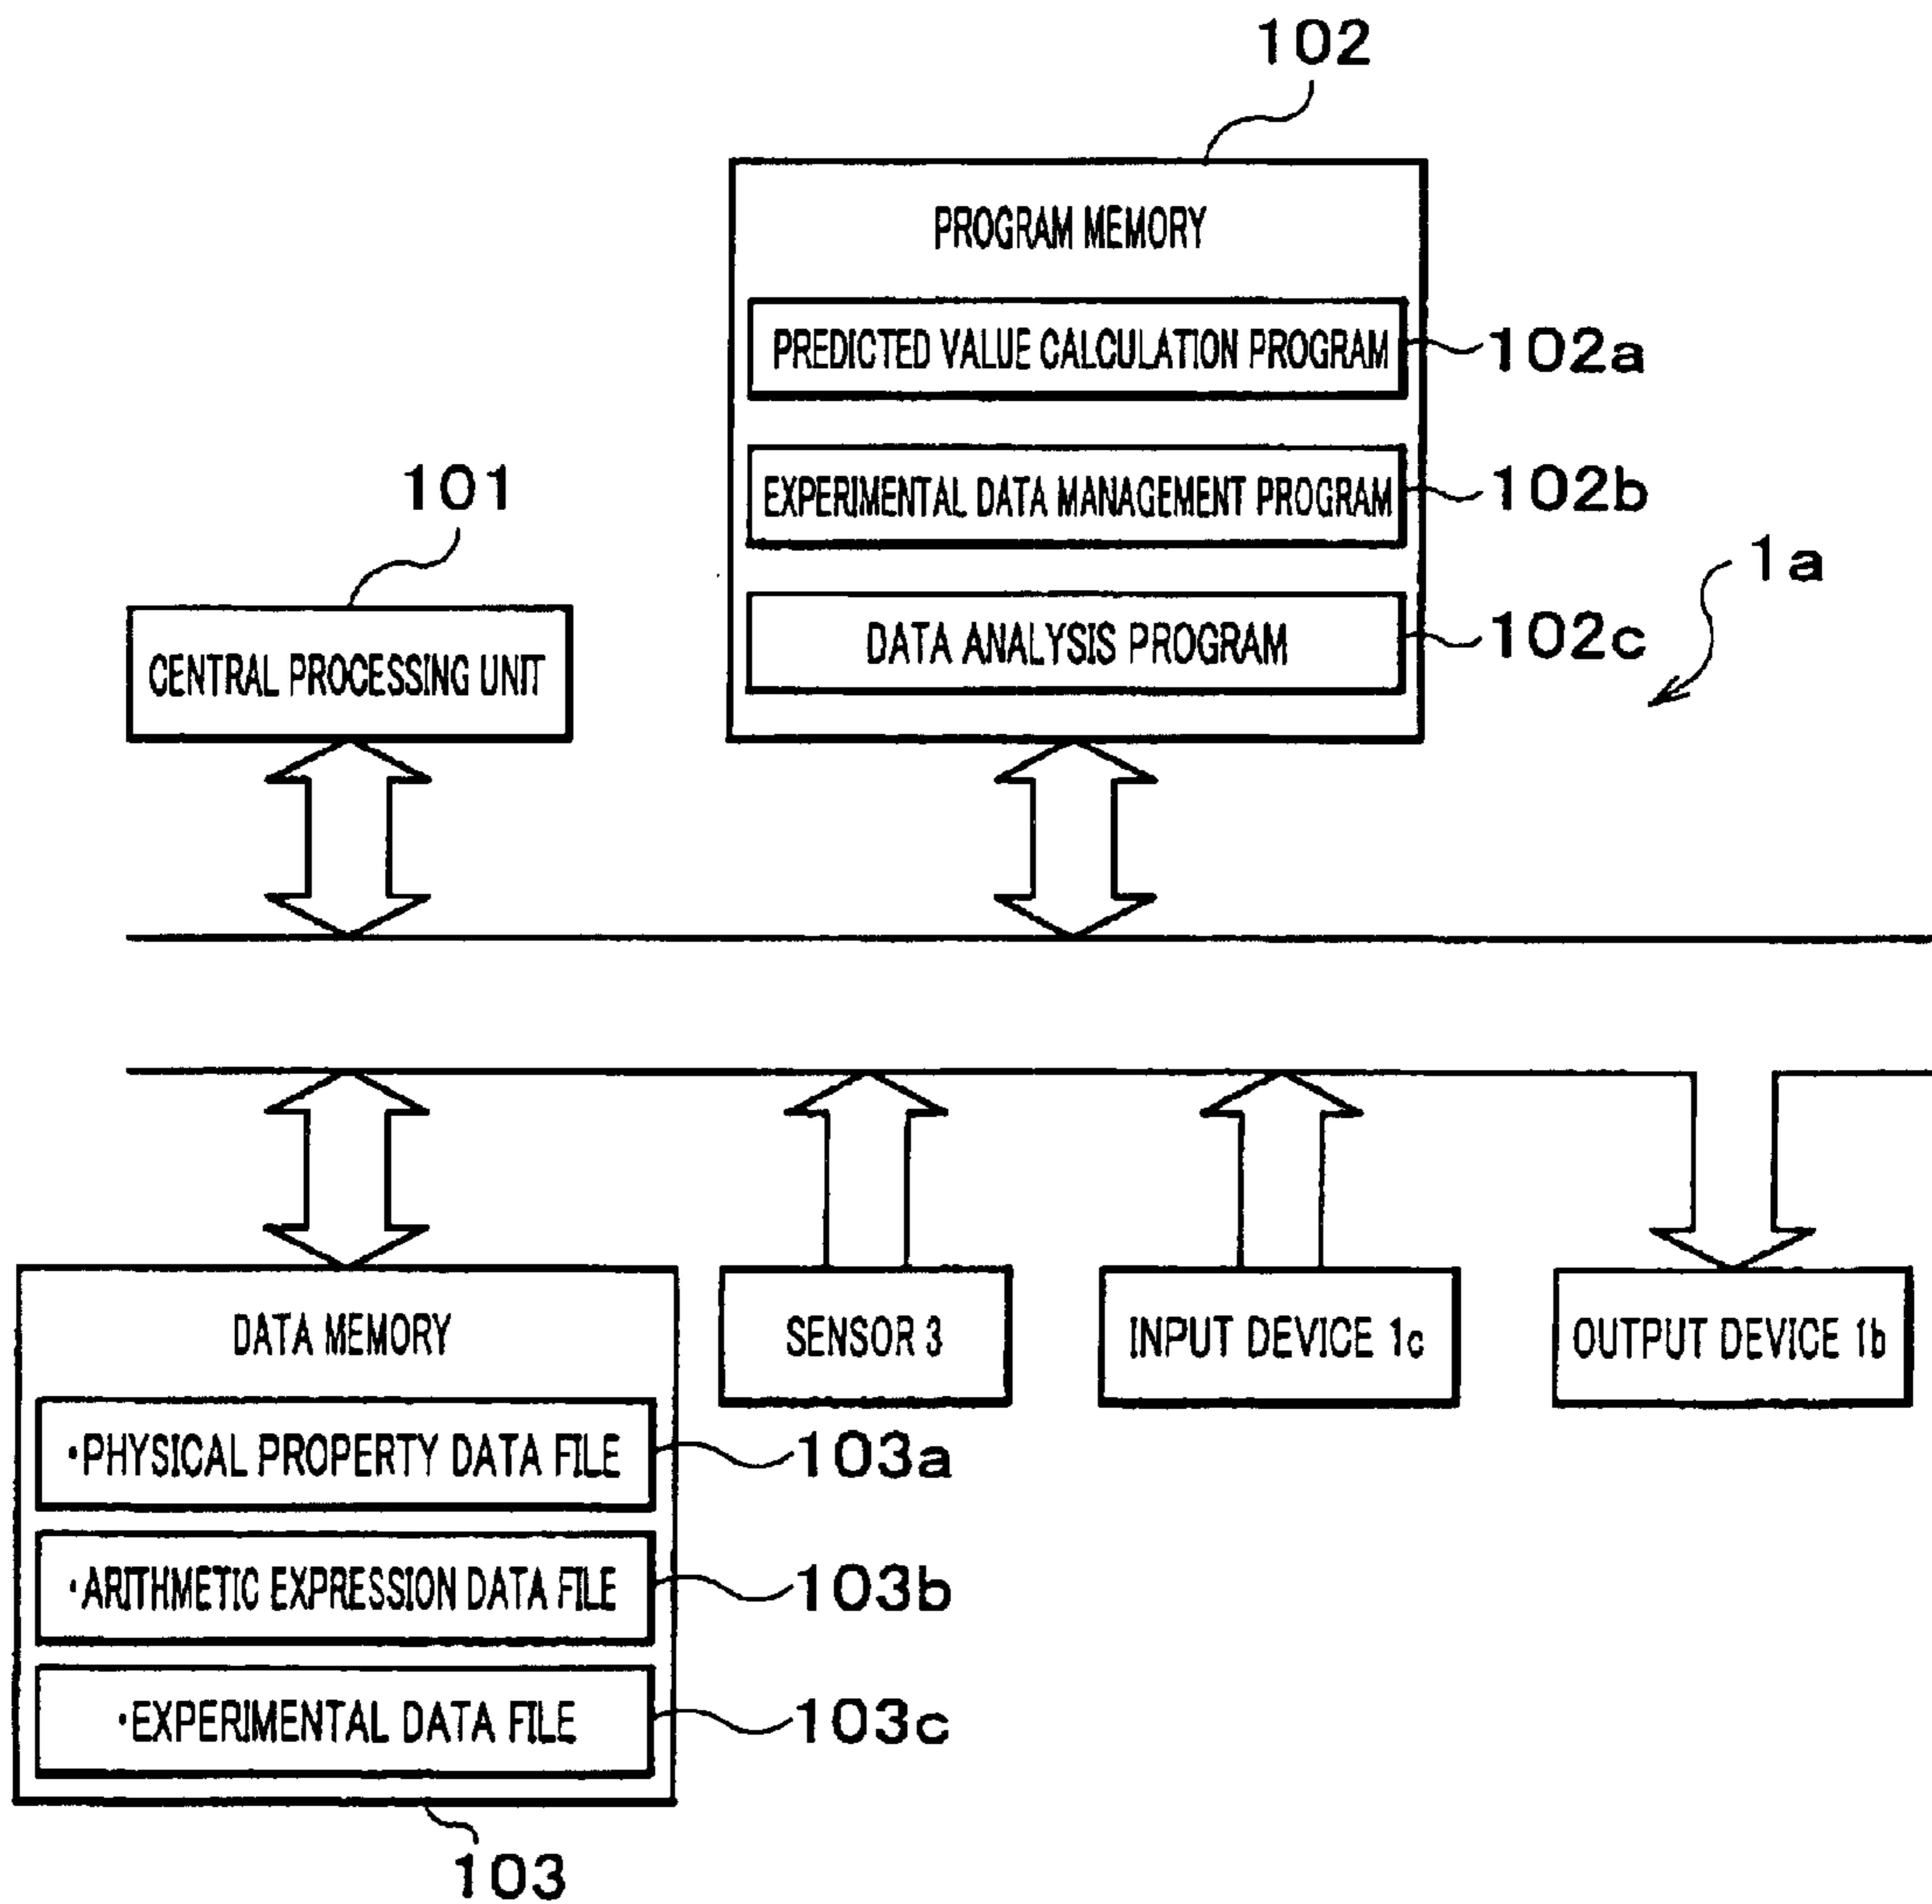 102
PROGRAM MEMORY
PREDICTED VALUE CALCULATION PROGRAM
102a
EXPERIMENTAL DATA MANAGEMENT PROGRAM
102b
DATA ANALYSIS PROGRAM
102c
1a
101
CENTRAL PROCESSING UNIT
DATA MEMORY
·PHYSICAL PROPERTY DATA FILE
103a
·ARITHMETIC EXPRESSION DATA FILE
103b
·EXPERIMENTAL DATA FILE
103c
103
SENSOR 3
INPUT DEVICE 1c
OUTPUT DEVICE 1b